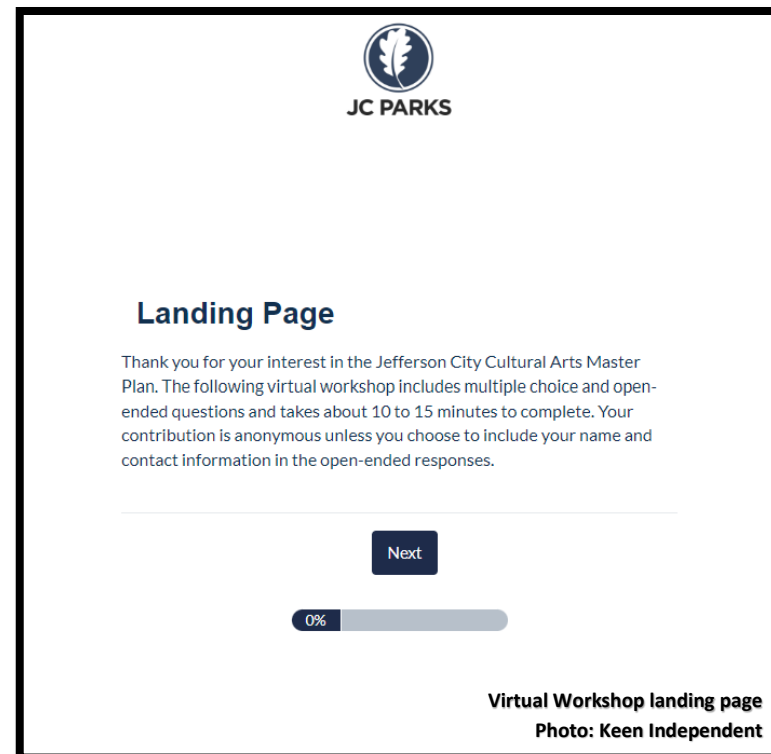 JC PARKS
Landing Page
Thank you for your interest in the Jefferson City Cultural Arts Master
Plan. The following virtual workshop includes multiple choice and open-
ended questions and takes about 10 to 15 minutes to complete. Your
contribution is anonymous unless you choose to include your name and
contact information in the open-ended responses.
Next
0%
Virtual Workshop landing page
Photo: Keen Independent